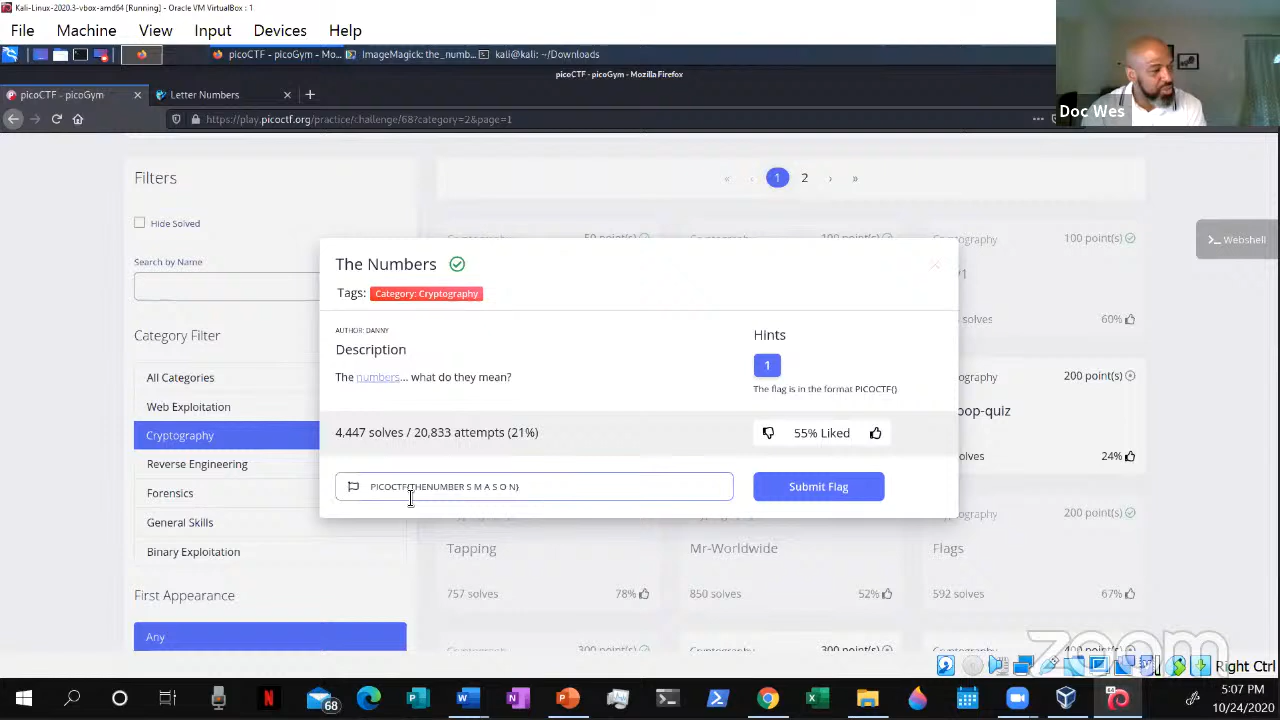 Kali-Linux-2020.3-vbox-amd64 [Running] - Oracle VM VirtualBox : 1
File Machine View Input Devices Help
picoCTF - picoGym - Mo... ImageMagick: the_numb... kali@kali: ~/Downloads
picoCTF - picoGym - Mozilla Firefox
picoCTF - picoGym Letter Numbers
Doc Wes
https://play.picoctf.org/practice/challenge/68?category=2&page=1
Filters
« ‹ 1 2 › »
Hide Solved
100 point(s)
Webshell
Search by Name
The Numbers
Tags: Category: Cryptography
solves 60%
AUTHOR: DANNY
Category Filter
Hints
Description
1
All Categories
The numbers... what do they mean?
200 point(s)
The flag is in the format PICOCTF{}
Web Exploitation
oop-quiz
Cryptography
4,447 solves / 20,833 attempts (21%)
55% Liked
solves 24%
Reverse Engineering
PICOCTF{THENUMBER S M A S O N}
Submit Flag
Forensics
200 point(s)
General Skills
Tapping Mr-Worldwide Flags
Binary Exploitation
757 solves 78% 850 solves 52% 592 solves 67%
First Appearance
Any
zoom
Right Ctrl
68
5:07 PM
10/24/2020